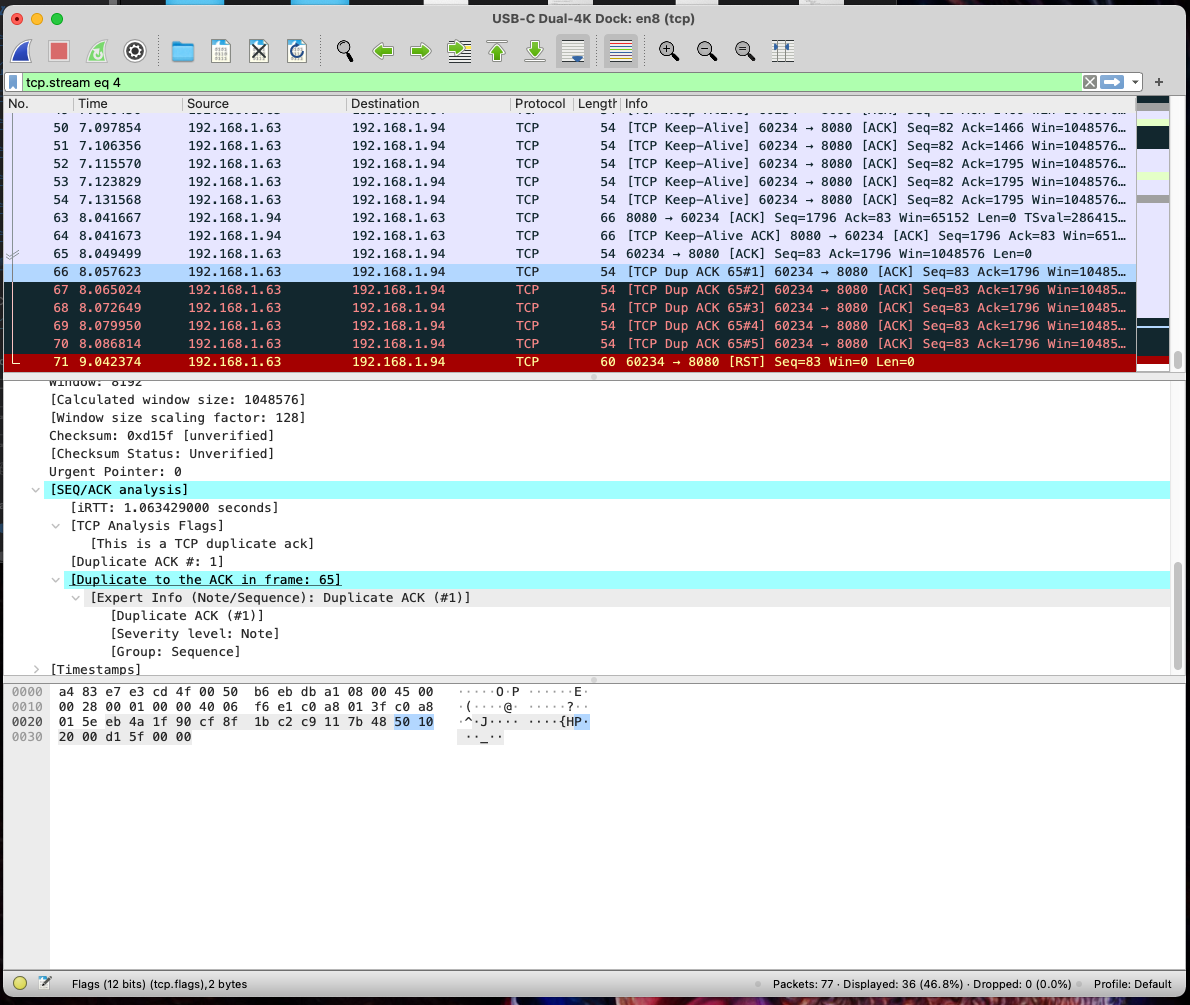 USB-C Dual-4K Dock: en8 (tcp)
tcp.stream eq 4
No. Time Source Destination Protocol Length Info
50 7.097854 192.168.1.63 192.168.1.94 TCP 54 [TCP Keep-Alive] 60234 → 8080 [ACK] Seq=82 Ack=1466 Win=1048576…
51 7.106356 192.168.1.63 192.168.1.94 TCP 54 [TCP Keep-Alive] 60234 → 8080 [ACK] Seq=82 Ack=1466 Win=1048576…
52 7.115570 192.168.1.63 192.168.1.94 TCP 54 [TCP Keep-Alive] 60234 → 8080 [ACK] Seq=82 Ack=1795 Win=1048576…
53 7.123829 192.168.1.63 192.168.1.94 TCP 54 [TCP Keep-Alive] 60234 → 8080 [ACK] Seq=82 Ack=1795 Win=1048576…
54 7.131568 192.168.1.63 192.168.1.94 TCP 54 [TCP Keep-Alive] 60234 → 8080 [ACK] Seq=82 Ack=1795 Win=1048576…
63 8.041667 192.168.1.94 192.168.1.63 TCP 66 8080 → 60234 [ACK] Seq=1796 Ack=83 Win=65152 Len=0 TSval=286415…
64 8.041673 192.168.1.94 192.168.1.63 TCP 66 [TCP Keep-Alive ACK] 8080 → 60234 [ACK] Seq=1796 Ack=83 Win=651…
65 8.049499 192.168.1.63 192.168.1.94 TCP 54 60234 → 8080 [ACK] Seq=83 Ack=1796 Win=1048576 Len=0
66 8.057623 192.168.1.63 192.168.1.94 TCP 54 [TCP Dup ACK 65#1] 60234 → 8080 [ACK] Seq=83 Ack=1796 Win=10485…
67 8.065024 192.168.1.63 192.168.1.94 TCP 54 [TCP Dup ACK 65#2] 60234 → 8080 [ACK] Seq=83 Ack=1796 Win=10485…
68 8.072649 192.168.1.63 192.168.1.94 TCP 54 [TCP Dup ACK 65#3] 60234 → 8080 [ACK] Seq=83 Ack=1796 Win=10485…
69 8.079950 192.168.1.63 192.168.1.94 TCP 54 [TCP Dup ACK 65#4] 60234 → 8080 [ACK] Seq=83 Ack=1796 Win=10485…
70 8.086814 192.168.1.63 192.168.1.94 TCP 54 [TCP Dup ACK 65#5] 60234 → 8080 [ACK] Seq=83 Ack=1796 Win=10485…
71 9.042374 192.168.1.63 192.168.1.94 TCP 60 60234 → 8080 [RST] Seq=83 Win=0 Len=0
Window: 8192
[Calculated window size: 1048576]
[Window size scaling factor: 128]
Checksum: 0xd15f [unverified]
[Checksum Status: Unverified]
Urgent Pointer: 0
[SEQ/ACK analysis]
[iRTT: 1.063429000 seconds]
[TCP Analysis Flags]
[This is a TCP duplicate ack]
[Duplicate ACK #: 1]
[Duplicate to the ACK in frame: 65]
[Expert Info (Note/Sequence): Duplicate ACK (#1)]
[Duplicate ACK (#1)]
[Severity level: Note]
[Group: Sequence]
[Timestamps]
0000 a4 83 e7 e3 cd 4f 00 50 b6 eb db a1 08 00 45 00 ·····O·P ······E·
0010 00 28 00 01 00 00 40 06 f6 e1 c0 a8 01 3f c0 a8 ·(····@· ·····?··
0020 01 5e eb 4a 1f 90 cf 8f 1b c2 c9 11 7b 48 50 10 ·^·J···· ····{HP·
0030 20 00 d1 5f 00 00 ··_··
Flags (12 bits) (tcp.flags), 2 bytes
Packets: 77 · Displayed: 36 (46.8%) · Dropped: 0 (0.0%)
Profile: Default